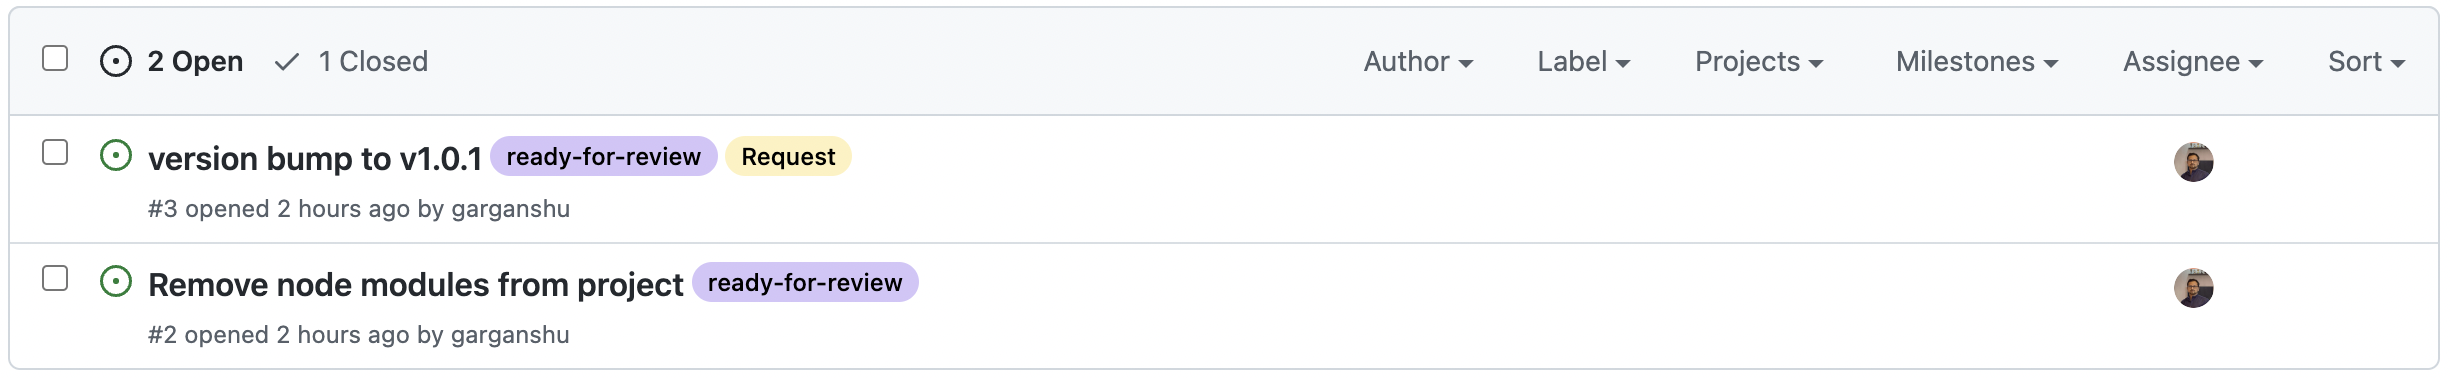 2 Open 1 Closed Author Label Projects Milestones Assignee Sort
version bump to v1.0.1 ready-for-review Request
#3 opened 2 hours ago by garganshu
Remove node modules from project ready-for-review
#2 opened 2 hours ago by garganshu